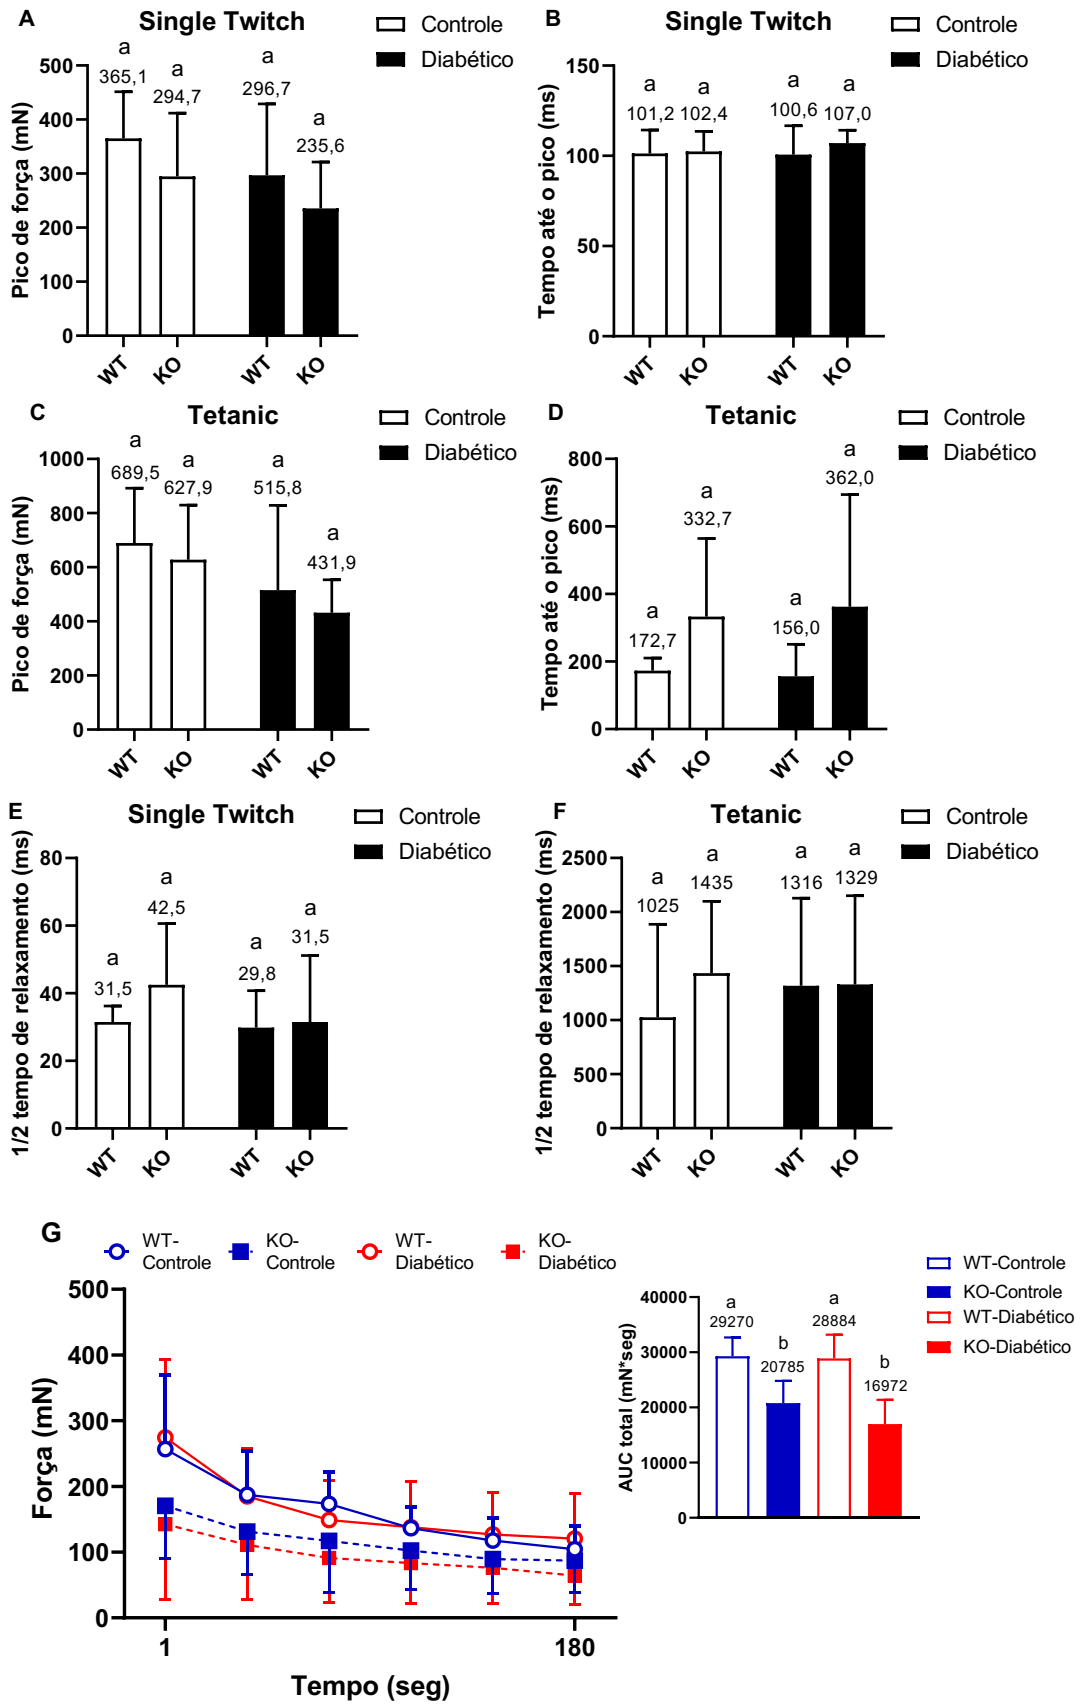 A
Single Twitch
Controle
Diabético
Pico de força (mN)
500
400
300
200
100
0
a
365,1
a
294,7
a
296,7
a
235,6
WT
KO
WT
KO
B
Single Twitch
Controle
Diabético
Tempo até o pico (ms)
150
100
50
0
a
101,2
a
102,4
a
100,6
a
107,0
WT
KO
WT
KO
C
Tetanic
Controle
Diabético
Pico de força (mN)
1000
800
600
400
200
0
a
689,5
a
627,9
a
515,8
a
431,9
WT
KO
WT
KO
D
Tetanic
Controle
Diabético
Tempo até o pico (ms)
800
600
400
200
0
a
172,7
a
332,7
a
156,0
a
362,0
WT
KO
WT
KO
E
Single Twitch
Controle
Diabético
1/2 tempo de relaxamento (ms)
80
60
40
20
0
a
31,5
a
42,5
a
29,8
a
31,5
WT
KO
WT
KO
F
Tetanic
Controle
Diabético
1/2 tempo de relaxamento (ms)
2500
2000
1500
1000
500
0
a
1025
a
1435
a
1316
a
1329
WT
KO
WT
KO
G
WT-
Controle
KO-
Controle
WT-
Diabético
KO-
Diabético
Força (mN)
500
400
300
200
100
0
1
180
Tempo (seg)
WT-Controle
KO-Controle
WT-Diabético
KO-Diabético
AUC total (mN*seg)
40000
30000
20000
10000
0
a
29270
b
20785
a
28884
b
16972